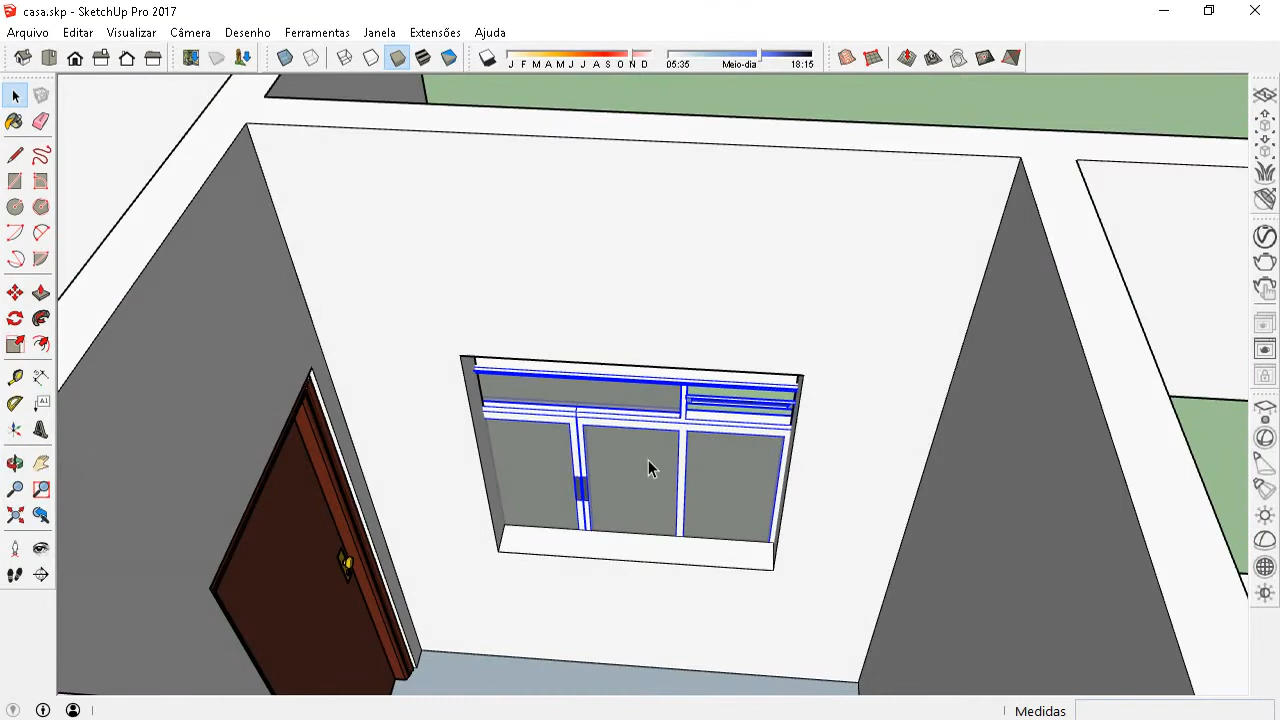 casa.skp - SketchUp Pro 2017
Arquivo Editar Visualizar Câmera Desenho Ferramentas Janela Extensões Ajuda
J F M A M J J A S O N D 05:35 Meio-dia 18:15
A1
Medidas